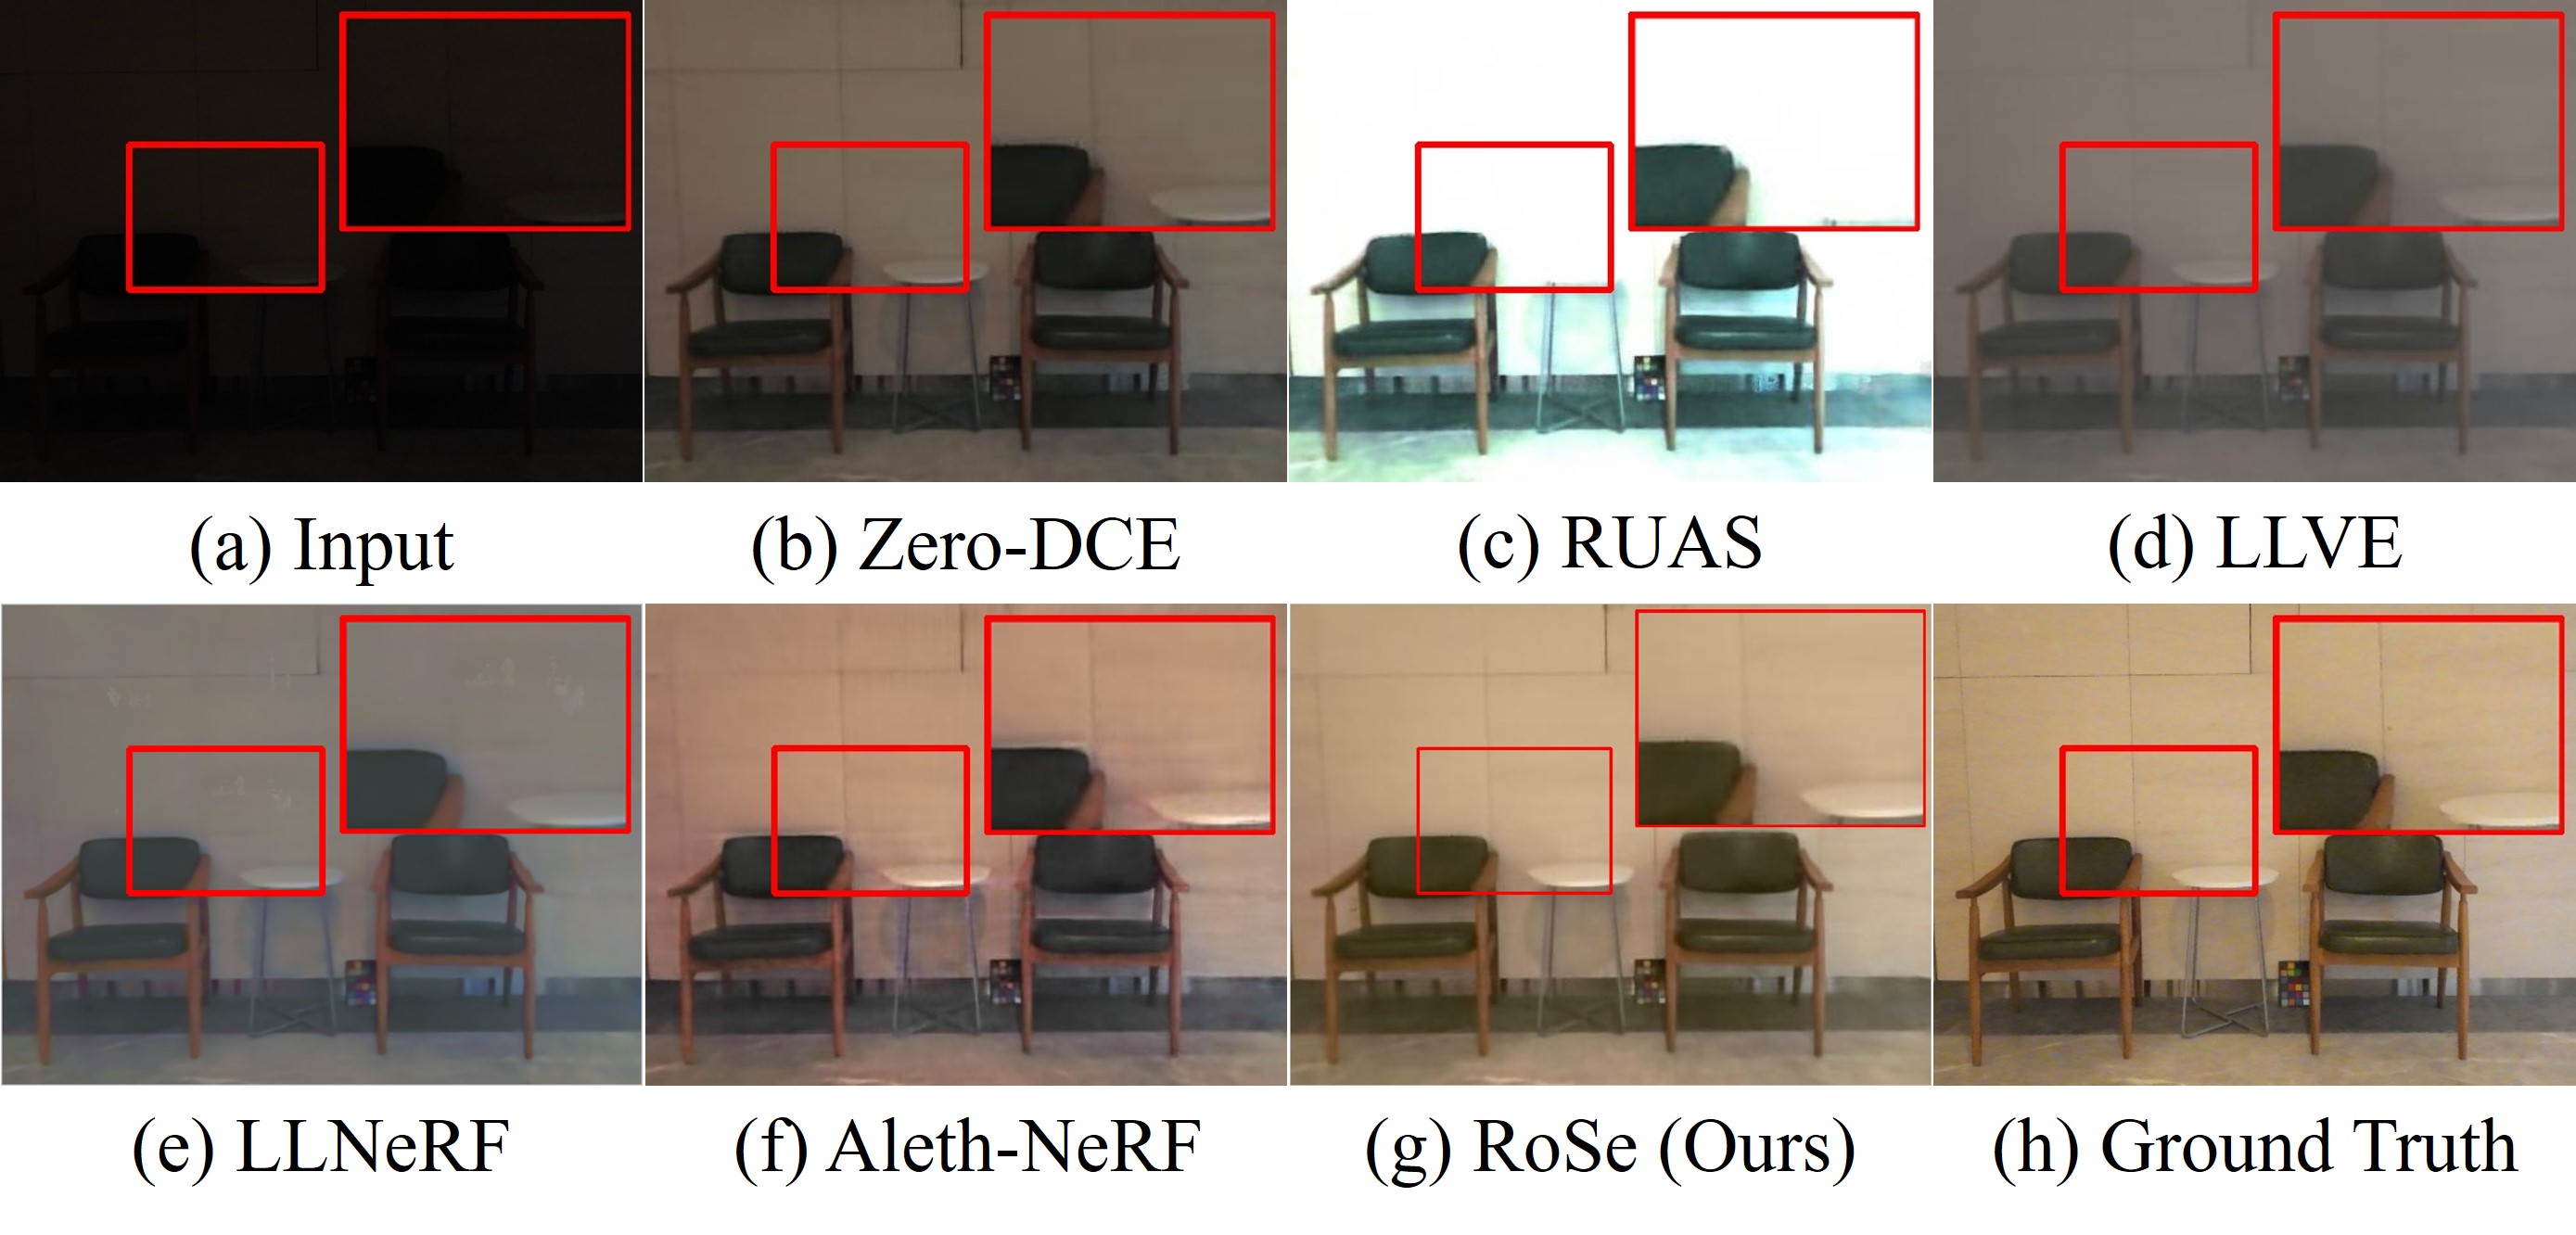 (a) Input
(b) Zero-DCE
(c) RUAS
(d) LLVE
(e) LLNeRF
(f) Aleth-NeRF
(g) RoSe (Ours)
(h) Ground Truth